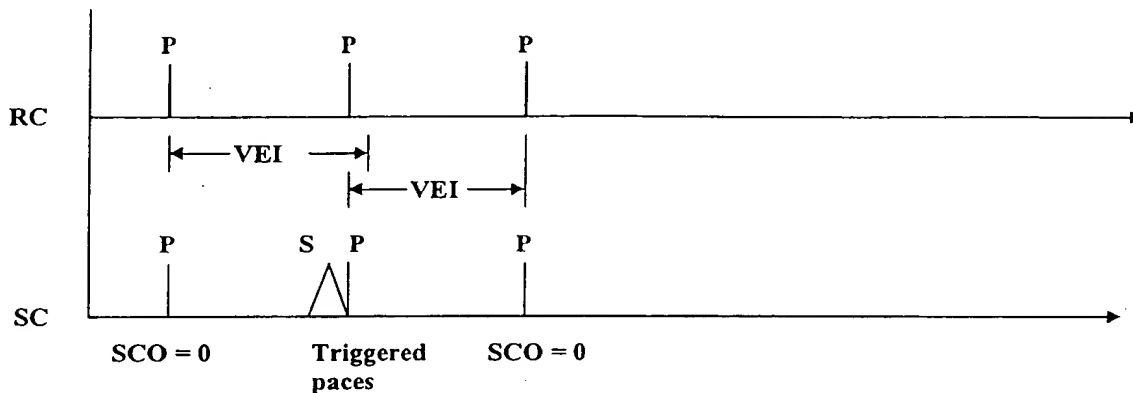 P P P
RC
VEI
VEI
P S P P
SC
SCO = 0 Triggered SCO = 0
paces